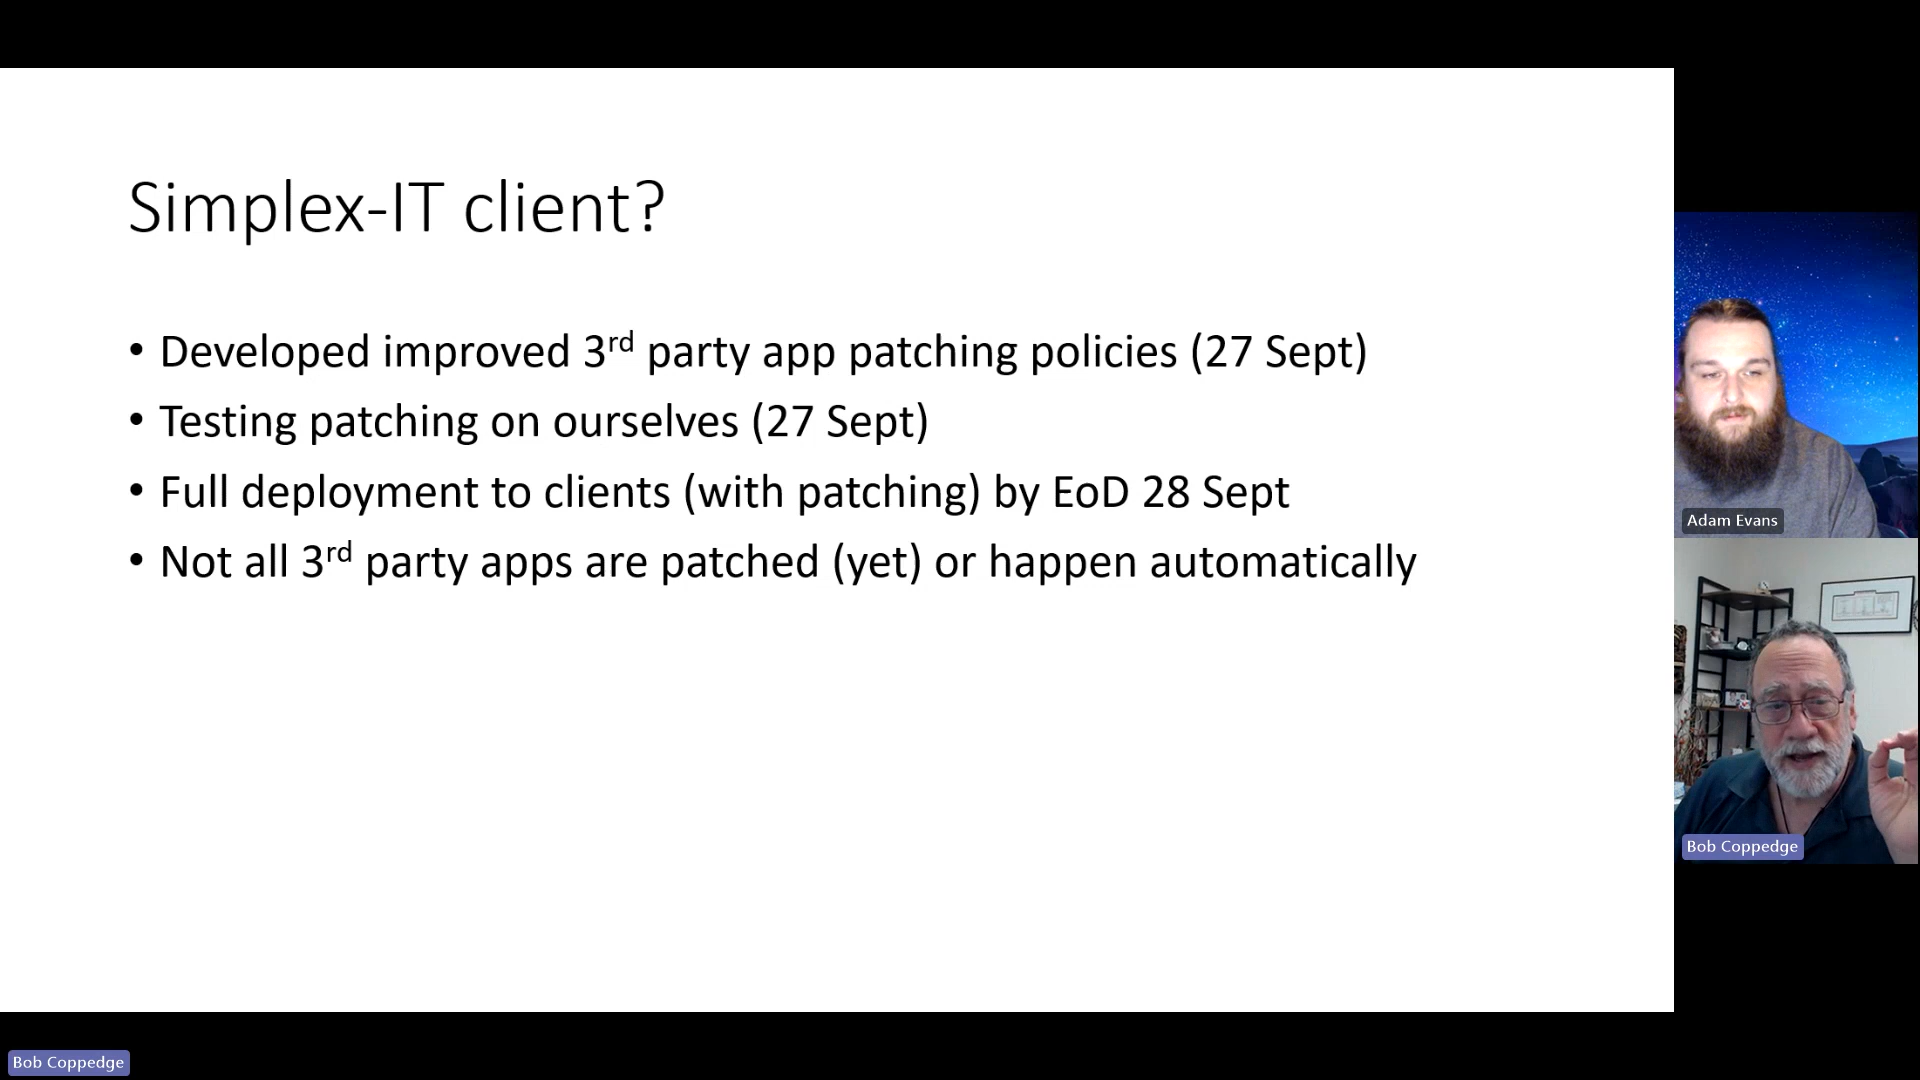 Simplex-IT client?
• Developed improved 3rd party app patching policies (27 Sept)
• Testing patching on ourselves (27 Sept)
• Full deployment to clients (with patching) by EoD 28 Sept
• Not all 3rd party apps are patched (yet) or happen automatically
Adam Evans
Bob Coppedge
Bob Coppedge